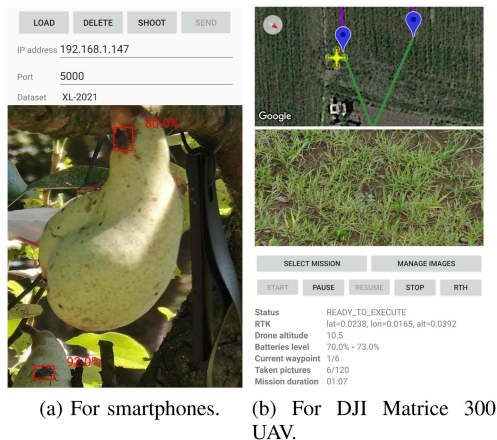 LOAD DELETE SHOOT SEND
IP address 192.168.1.147
Port 5000
Dataset XL-2021
80.0%
92.0%
(a) For smartphones.
Google
SELECT MISSION MANAGE IMAGES
START PAUSE RESUME STOP RTH
Status READY_TO_EXECUTE
RTK lat=0.0238, lon=0.0165, alt=0.0392
Drone altitude 10.5
Batteries level 70.0% - 73.0%
Current waypoint 1/6
Taken pictures 6/120
Mission duration 01:07
(b) For DJI Matrice 300
UAV.